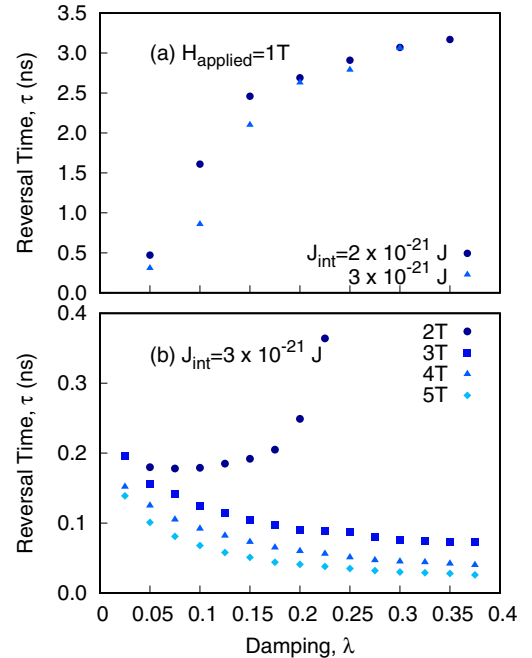 (a) H_applied=1T
Reversal Time, τ (ns)
3.5
3.0
2.5
2.0
1.5
1.0
0.5
0.0
J_int=2 x 10^-21 J
3 x 10^-21 J
(b) J_int=3 x 10^-21 J
2T
3T
4T
5T
Reversal Time, τ (ns)
0.4
0.3
0.2
0.1
0.0
0.05 0.1 0.15 0.2 0.25 0.3 0.35 0.4
Damping, λ